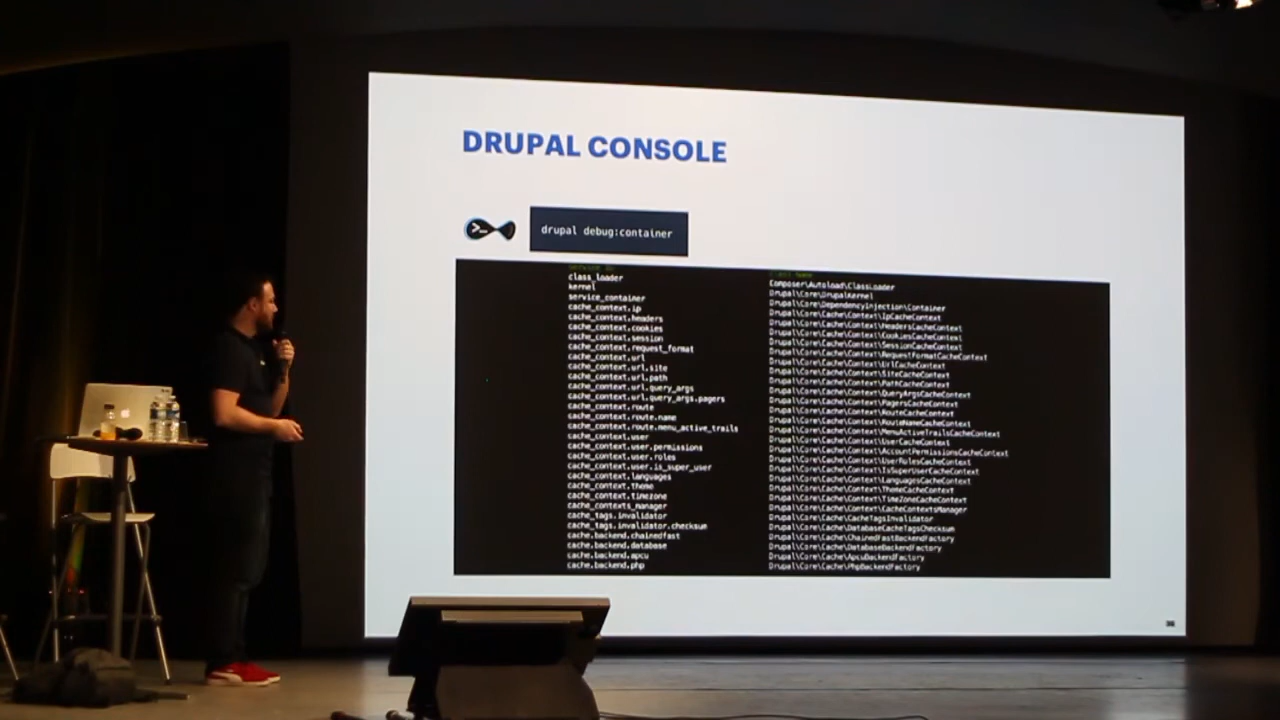 DRUPAL CONSOLE
>_
drupal debug:container
Service ID Class Name
class_loader Composer\Autoload\ClassLoader
kernel Drupal\Core\DrupalKernel
service_container Drupal\Core\DependencyInjection\Container
cache_context.ip Drupal\Core\Cache\Context\IpCacheContext
cache_context.headers Drupal\Core\Cache\Context\HeadersCacheContext
cache_context.cookies Drupal\Core\Cache\Context\CookiesCacheContext
cache_context.session Drupal\Core\Cache\Context\SessionCacheContext
cache_context.request_format Drupal\Core\Cache\Context\RequestFormatCacheContext
cache_context.url Drupal\Core\Cache\Context\UrlCacheContext
cache_context.url.site Drupal\Core\Cache\Context\SiteCacheContext
cache_context.url.path Drupal\Core\Cache\Context\PathCacheContext
cache_context.url.query_args Drupal\Core\Cache\Context\QueryArgsCacheContext
cache_context.url.query_args.pagers Drupal\Core\Cache\Context\PagersCacheContext
cache_context.route Drupal\Core\Cache\Context\RouteCacheContext
cache_context.route.name Drupal\Core\Cache\Context\RouteNameCacheContext
cache_context.route.menu_active_trails Drupal\Core\Cache\Context\MenuActiveTrailsCacheContext
cache_context.user Drupal\Core\Cache\Context\UserCacheContext
cache_context.user.permissions Drupal\Core\Cache\Context\AccountPermissionsCacheContext
cache_context.user.roles Drupal\Core\Cache\Context\UserRolesCacheContext
cache_context.user.is_super_user Drupal\Core\Cache\Context\IsSuperUserCacheContext
cache_context.languages Drupal\Core\Cache\Context\LanguagesCacheContext
cache_context.theme Drupal\Core\Cache\Context\ThemeCacheContext
cache_context.timezone Drupal\Core\Cache\Context\TimeZoneCacheContext
cache_contexts_manager Drupal\Core\Cache\Context\CacheContextsManager
cache_tags.invalidator Drupal\Core\Cache\CacheTagsInvalidator
cache_tags.invalidator.checksum Drupal\Core\Cache\DatabaseCacheTagsChecksum
cache.backend.chainedfast Drupal\Core\Cache\ChainedFastBackendFactory
cache.backend.database Drupal\Core\Cache\DatabaseBackendFactory
cache.backend.apcu Drupal\Core\Cache\ApcuBackendFactory
cache.backend.php Drupal\Core\Cache\PhpBackendFactory